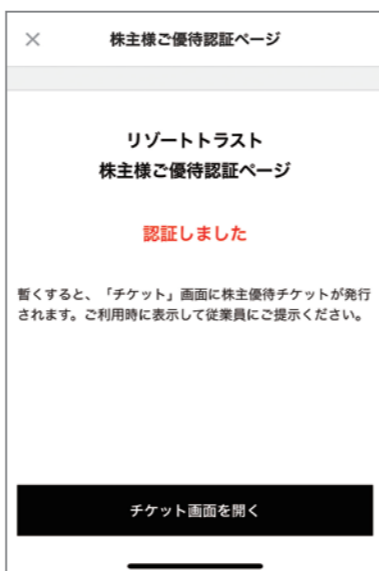 株主様ご優待認証ページ
リゾートトラスト
株主様ご優待認証ページ
認証しました
暫くすると、「チケット」画面に株主優待チケットが発行
されます。ご利用時に表示して従業員にご提示ください。
チケット画面を開く